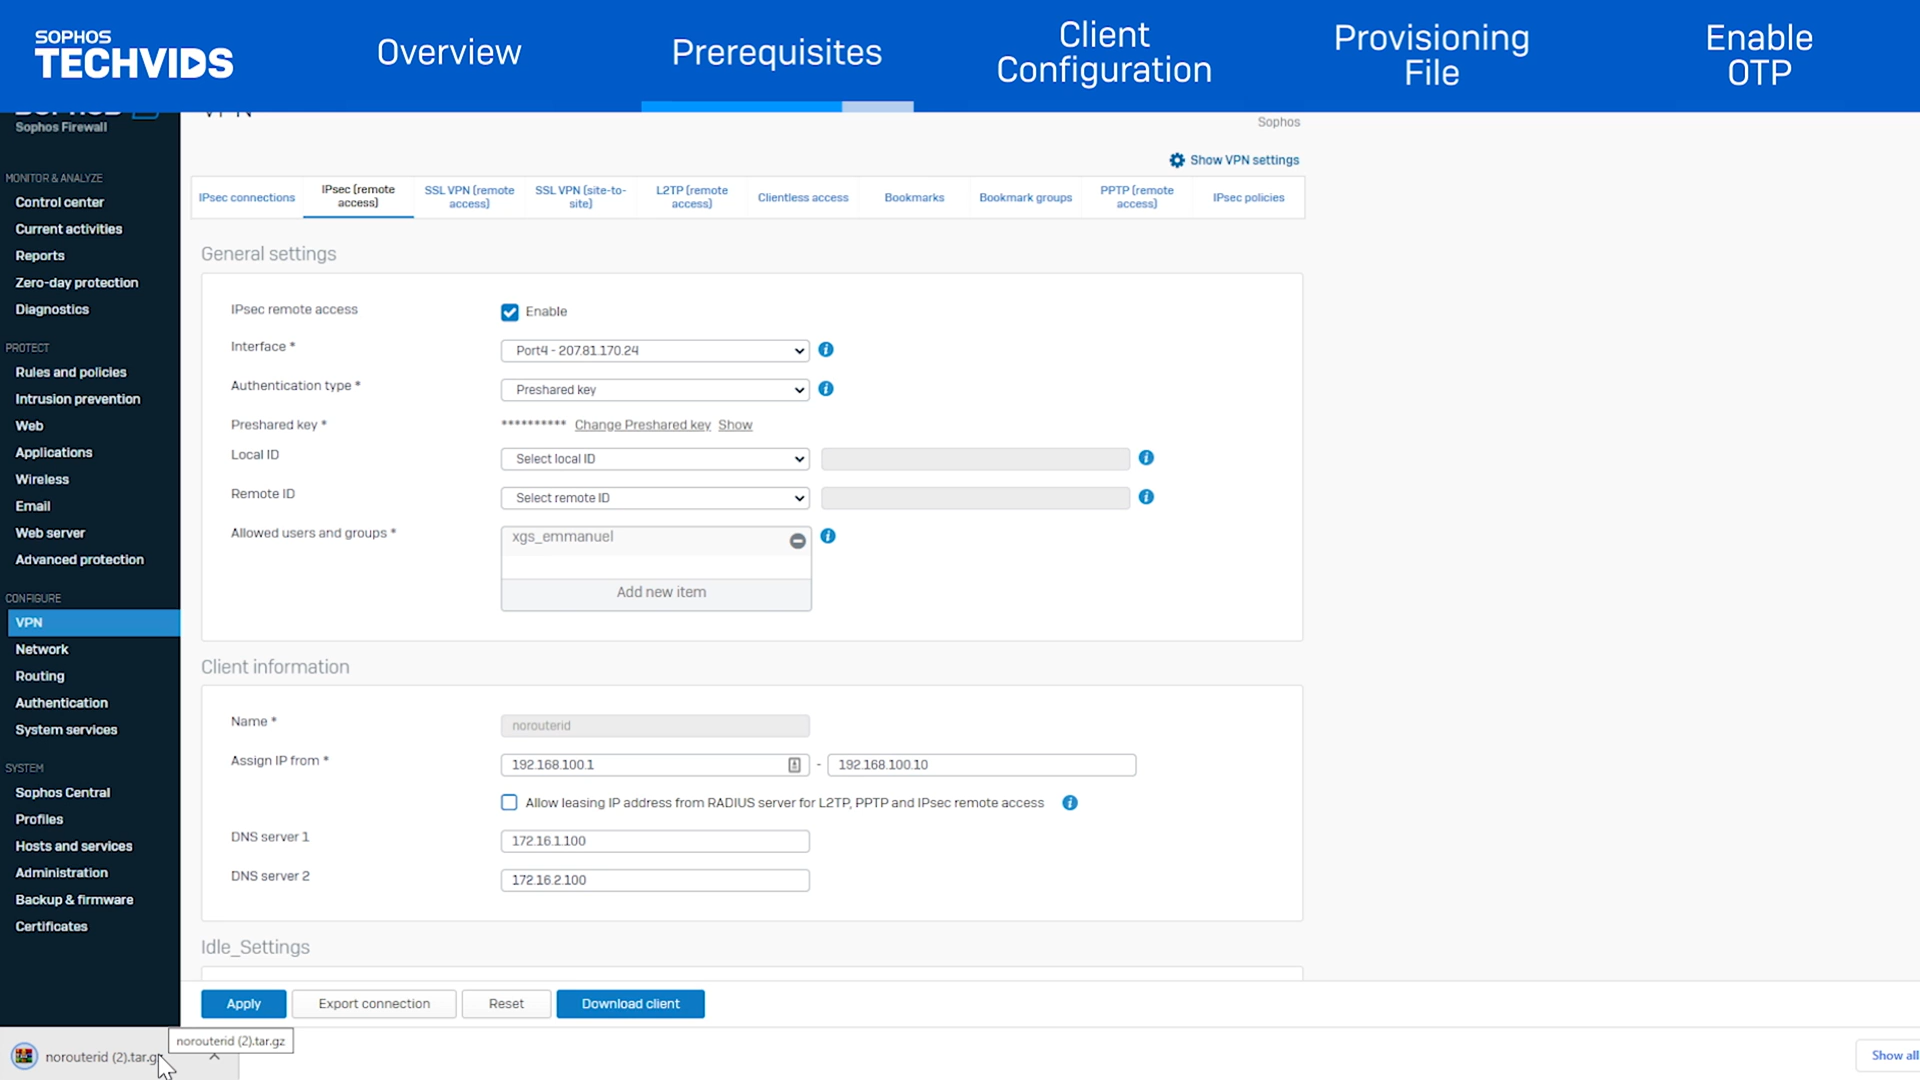 SOPHOS
TECHVIDS
Overview
Prerequisites
Client
Configuration
Provisioning
File
Enable
OTP
SOPHOS
Sophos Firewall
VPN
Sophos
Show VPN settings
MONITOR & ANALYZE
Control center
Current activities
Reports
Zero-day protection
Diagnostics
PROTECT
Rules and policies
Intrusion prevention
Web
Applications
Wireless
Email
Web server
Advanced protection
CONFIGURE
VPN
Network
Routing
Authentication
System services
SYSTEM
Sophos Central
Profiles
Hosts and services
Administration
Backup & firmware
Certificates
IPsec connections
IPsec (remote
access)
SSL VPN (remote
access)
SSL VPN (site-to-
site)
L2TP (remote
access)
Clientless access
Bookmarks
Bookmark groups
PPTP (remote
access)
IPsec policies
General settings
IPsec remote access
Enable
Interface *
Port4 - 207.81.170.24
Authentication type *
Preshared key
Preshared key *
********** Change Preshared key Show
Local ID
Select local ID
Remote ID
Select remote ID
Allowed users and groups *
xgs_emmanuel
Add new item
Client information
Name *
norouterid
Assign IP from *
192.168.100.1 - 192.168.100.10
Allow leasing IP address from RADIUS server for L2TP, PPTP and IPsec remote access
DNS server 1
172.16.1.100
DNS server 2
172.16.2.100
Idle_Settings
Apply
Export connection
Reset
Download client
norouterid (2).tar.gz
norouterid (2).tar.gz
Show all